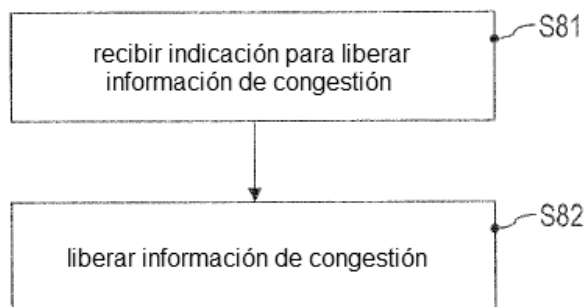 recibir indicación para liberar
información de congestión
S81
liberar información de congestión
S82